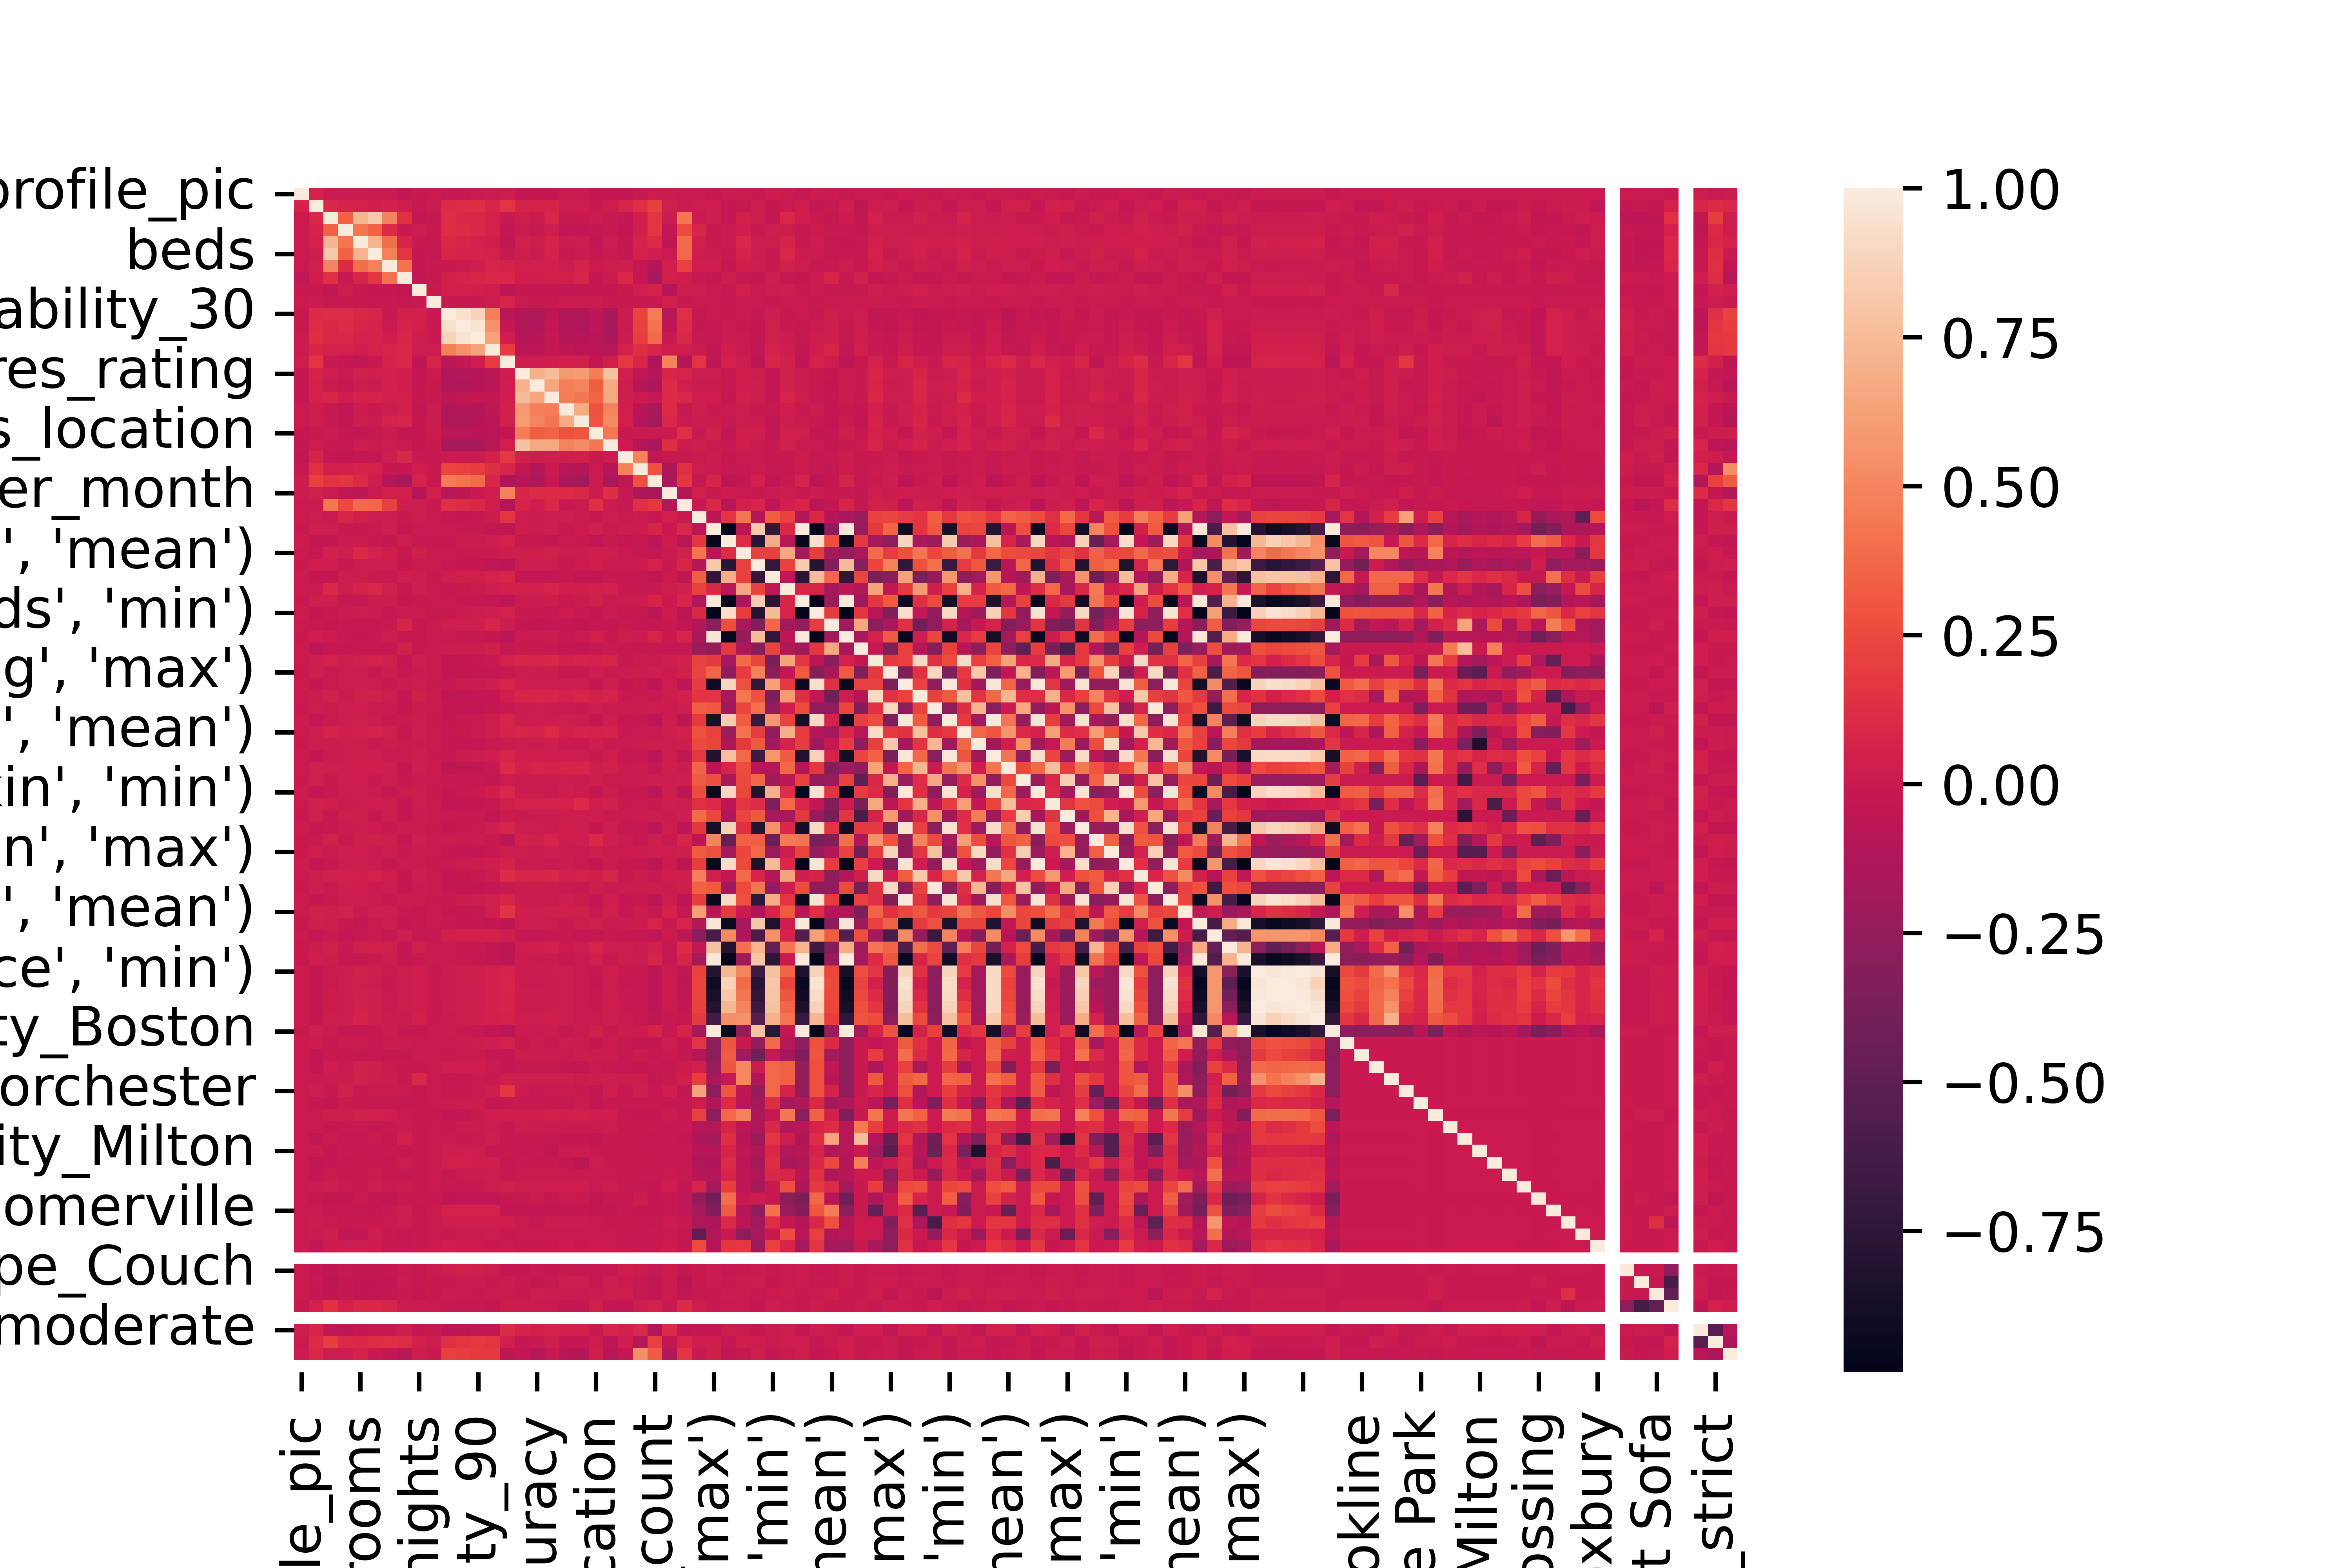 profile_pic
beds
ability_30
res_rating
s_location
er_month
', 'mean')
ds', 'min')
g', 'max')
', 'mean')
kin', 'min')
n', 'max')
', 'mean')
ce', 'min')
ty_Boston
orchester
ity_Milton
omerville
pe_Couch
moderate
le_pic
rooms
nights
ty_90
uracy
cation
count
max')
'min')
nean')
max')
'min')
nean')
max')
'min')
nean')
max')
okline
e Park
Milton
ossing
xbury
t Sofa
_strict
1.00
0.75
0.50
0.25
0.00
−0.25
−0.50
−0.75